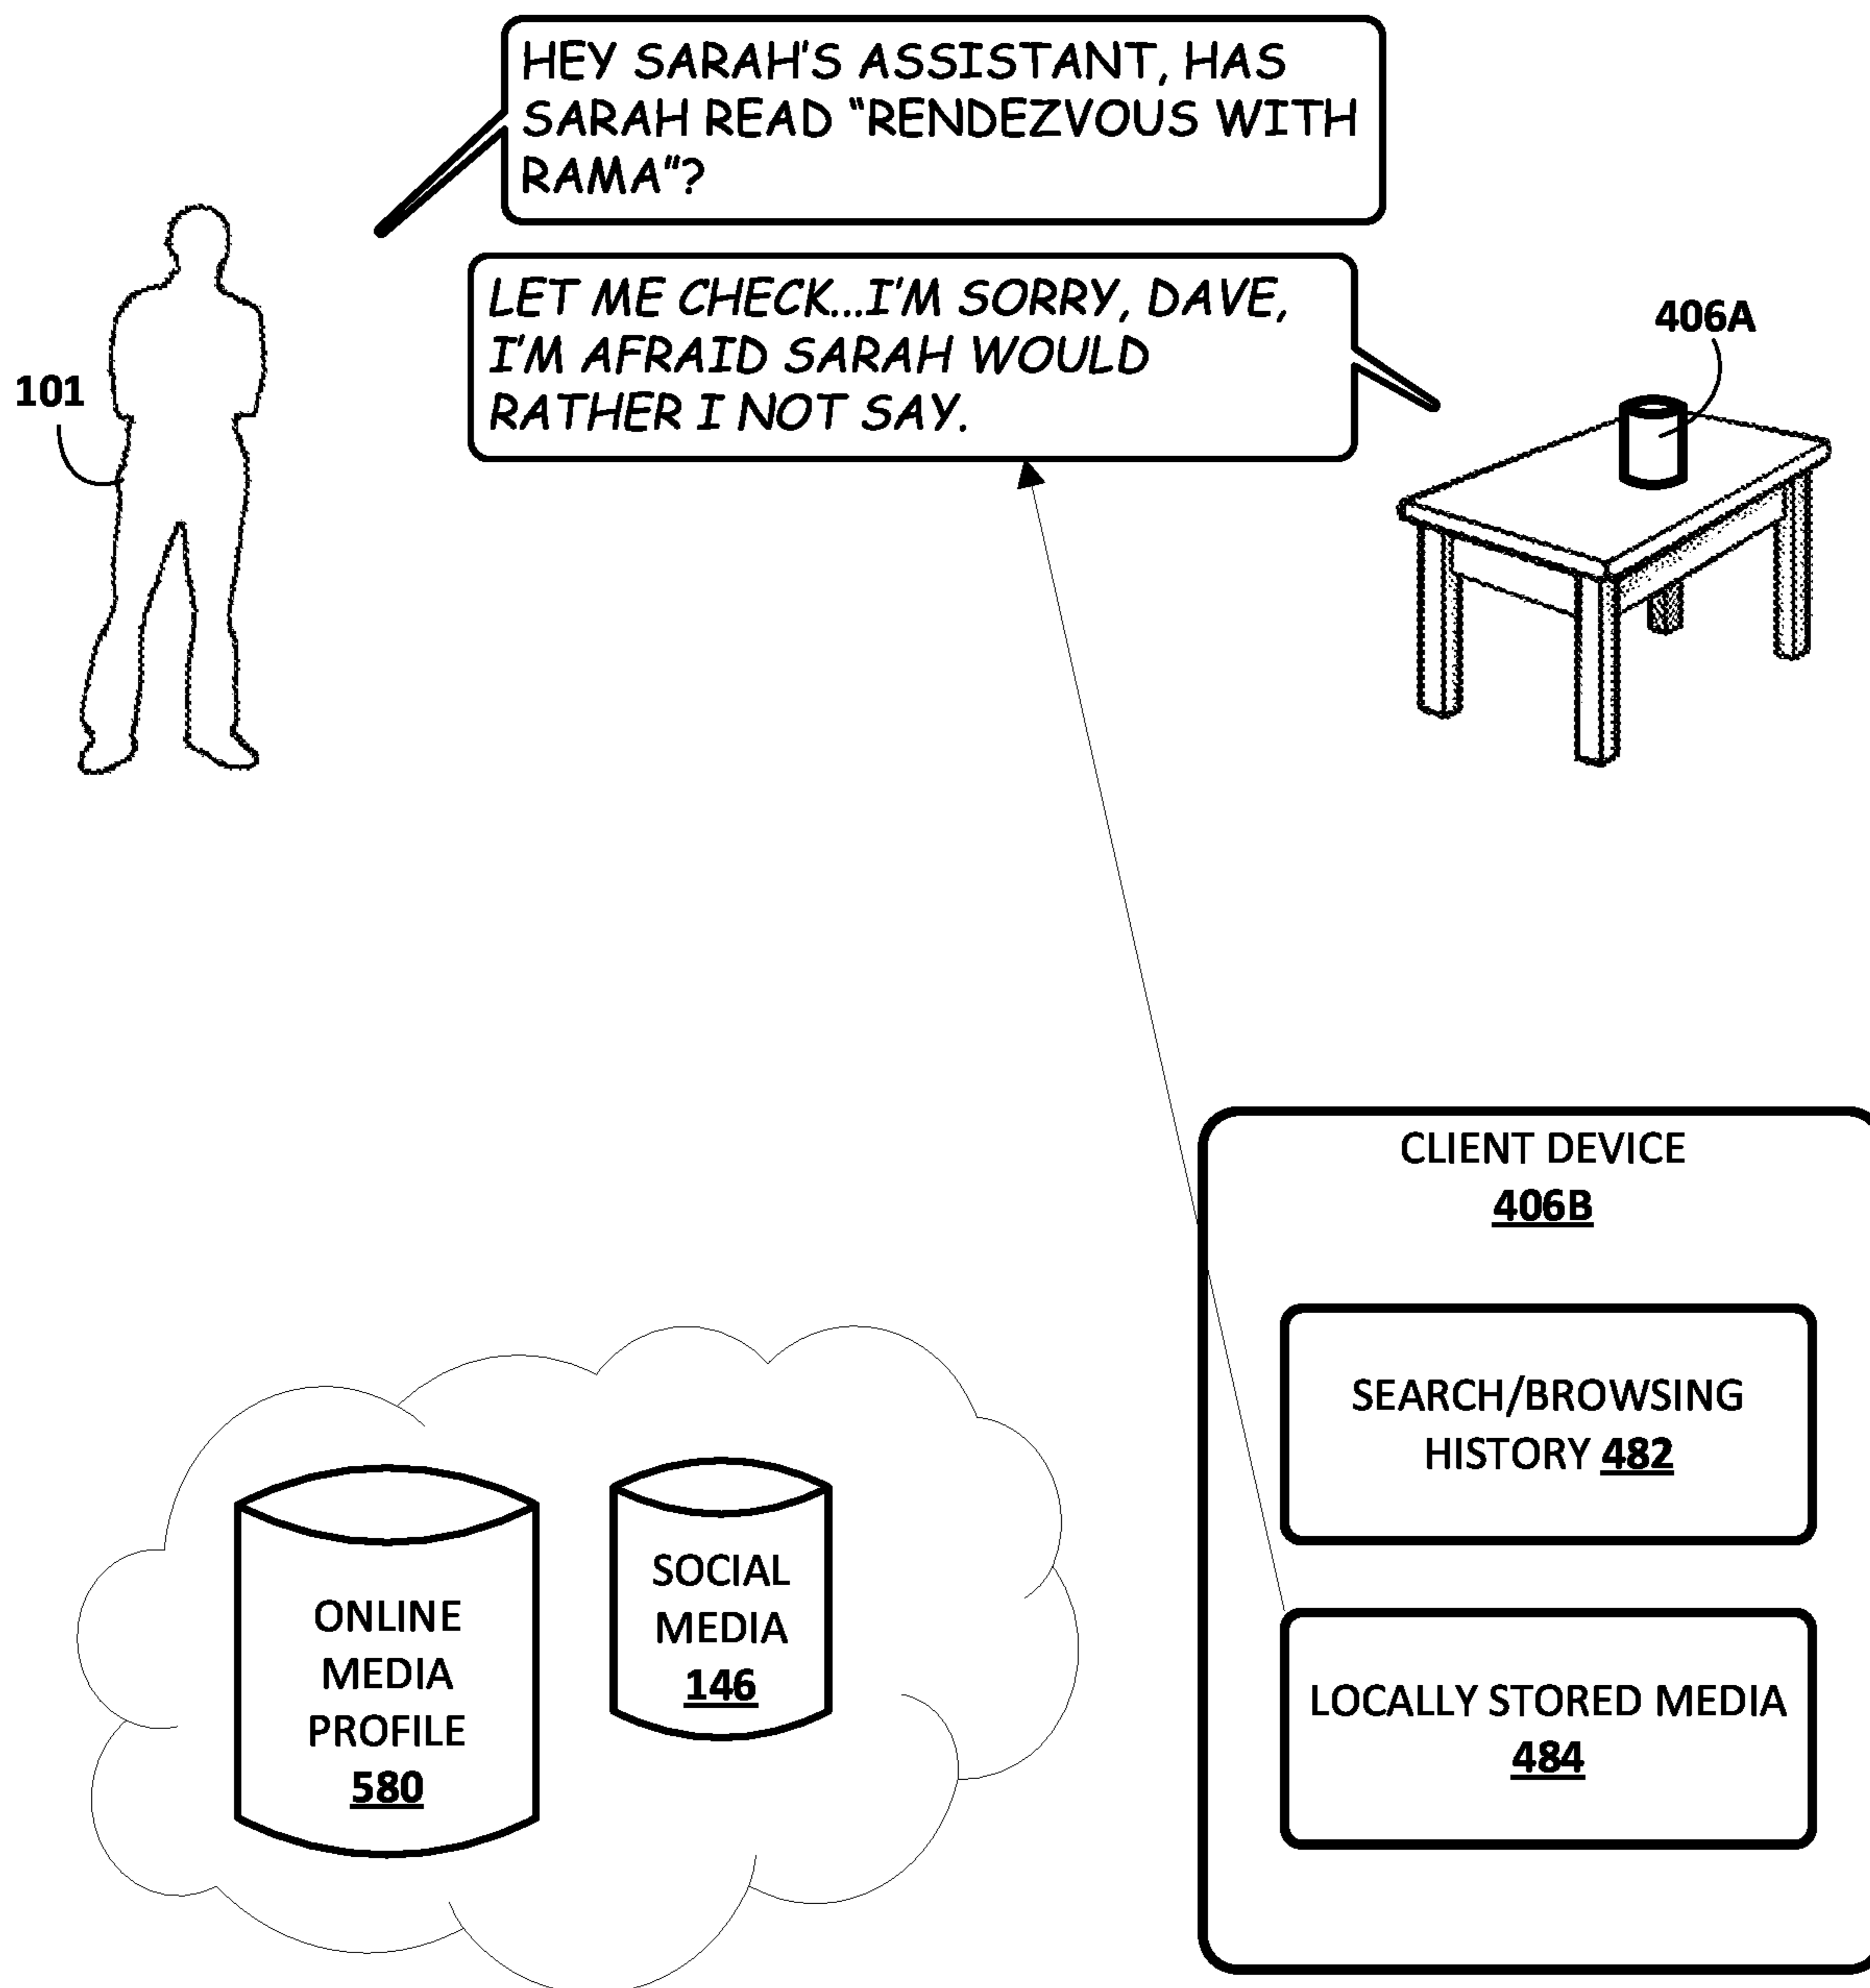 HEY SARAH'S ASSISTANT, HAS
SARAH READ "RENDEZVOUS WITH
RAMA"?
LET ME CHECK...I'M SORRY, DAVE,
I'M AFRAID SARAH WOULD
RATHER I NOT SAY.
101
406A
CLIENT DEVICE
406B
SEARCH/BROWSING
HISTORY 482
LOCALLY STORED MEDIA
484
ONLINE
MEDIA
PROFILE
580
SOCIAL
MEDIA
146